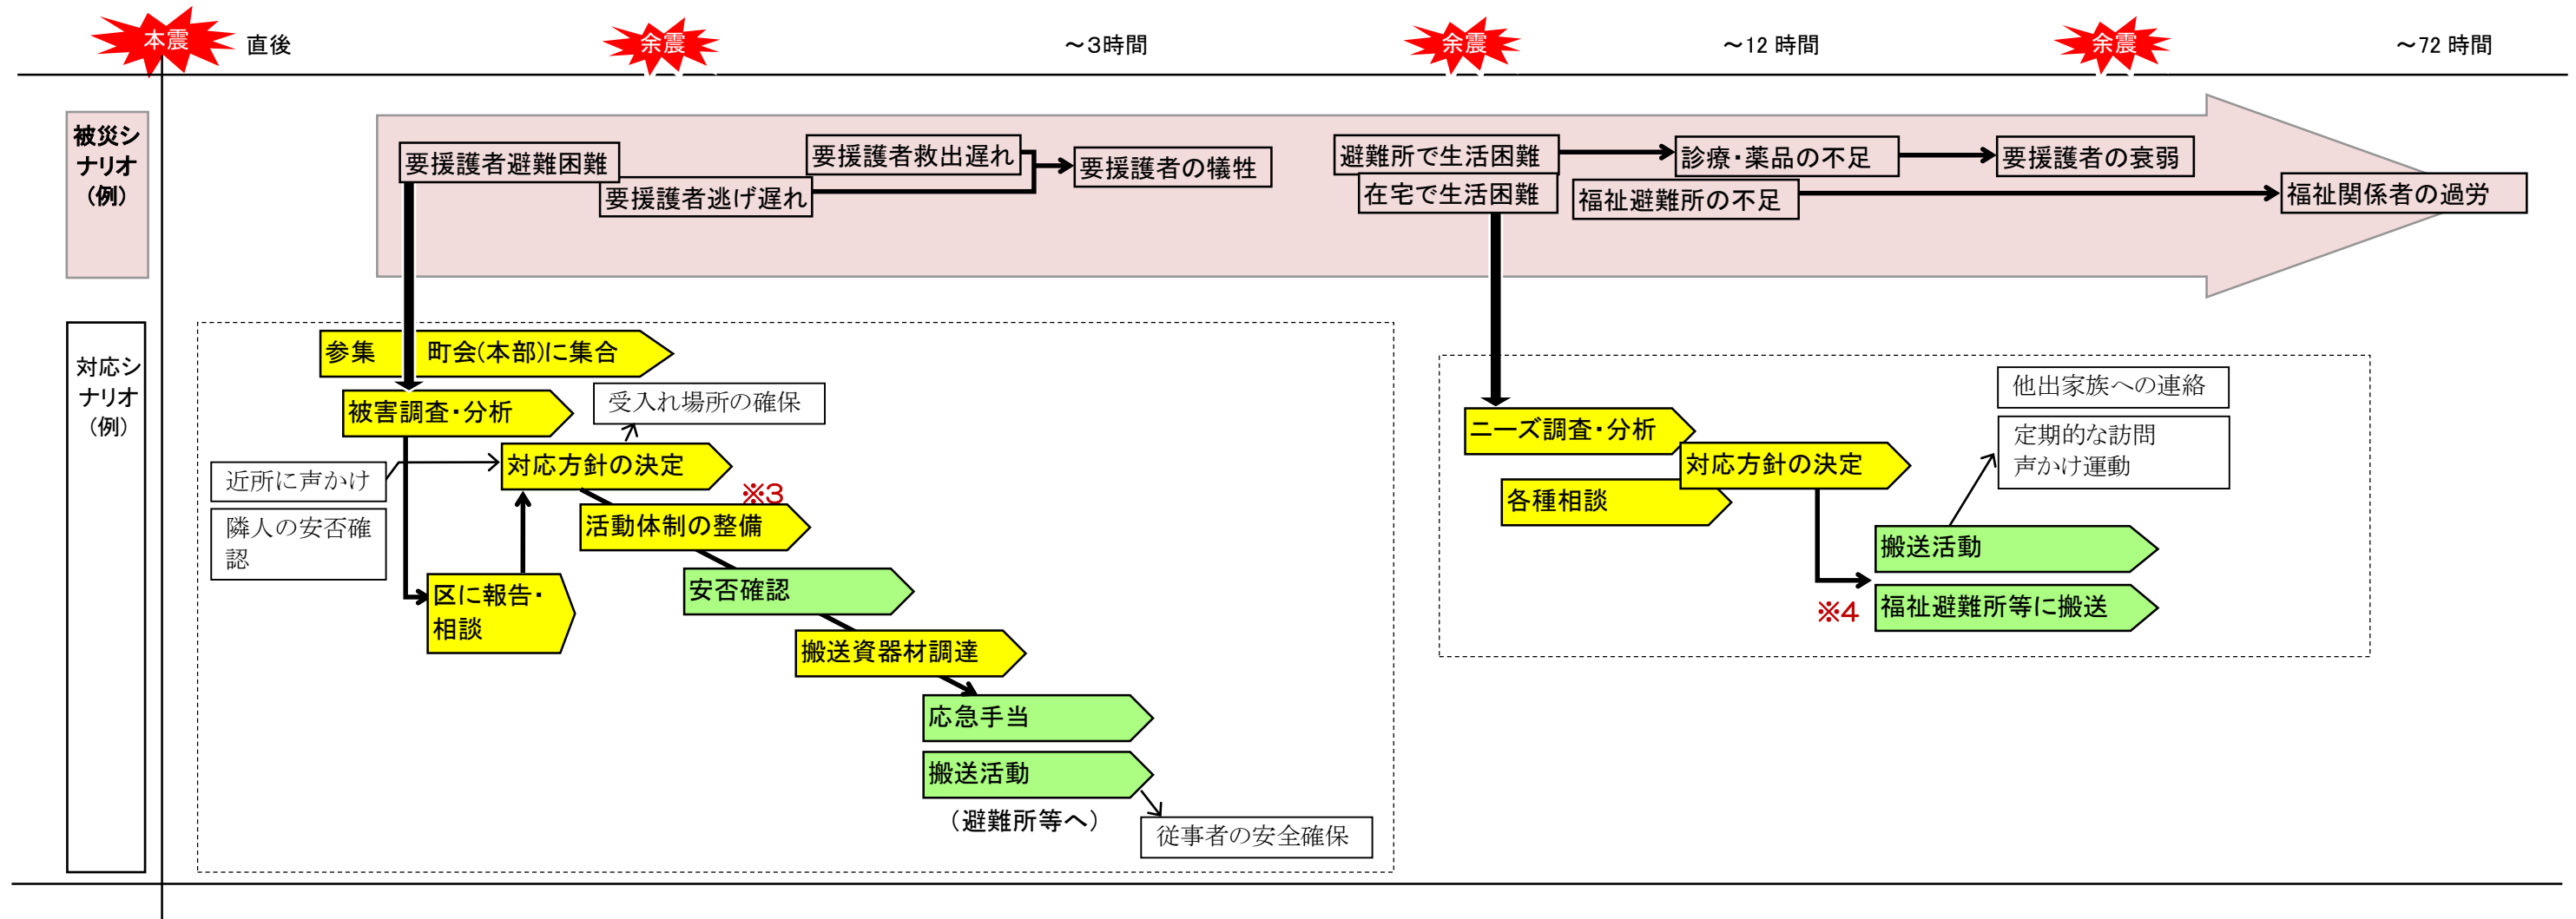 本震
直後
余震
～3時間
余震
～12 時間
余震
～72 時間
被災シ
ナリオ
（例）
要援護者避難困難
要援護者逃げ遅れ
要援護者救出遅れ
要援護者の犠牲
避難所で生活困難
在宅で生活困難
診療・薬品の不足
福祉避難所の不足
要援護者の衰弱
福祉関係者の過労
対応シ
ナリオ
（例）
参集　　町会(本部)に集合
被害調査・分析
受入れ場所の確保
近所に声かけ
対応方針の決定
隣人の安否確
認
※3
活動体制の整備
区に報告・
相談
安否確認
搬送資器材調達
応急手当
搬送活動
（避難所等へ）
従事者の安全確保
ニーズ調査・分析
対応方針の決定
各種相談
他出家族への連絡
定期的な訪問
声かけ運動
搬送活動
※4
福祉避難所等に搬送